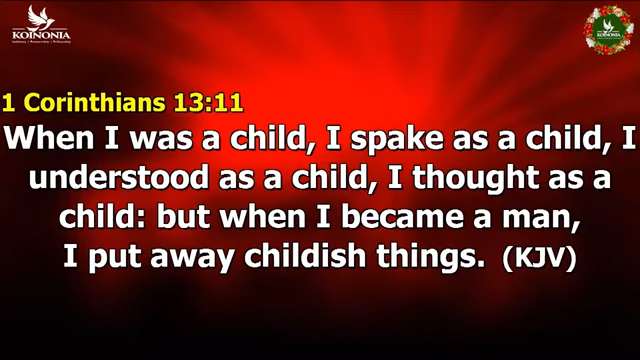 KOINONIA
KOINONIA
1 Corinthians 13:11
When I was a child, I spake as a child, I
understood as a child, I thought as a
child: but when I became a man,
I put away childish things. (KJV)